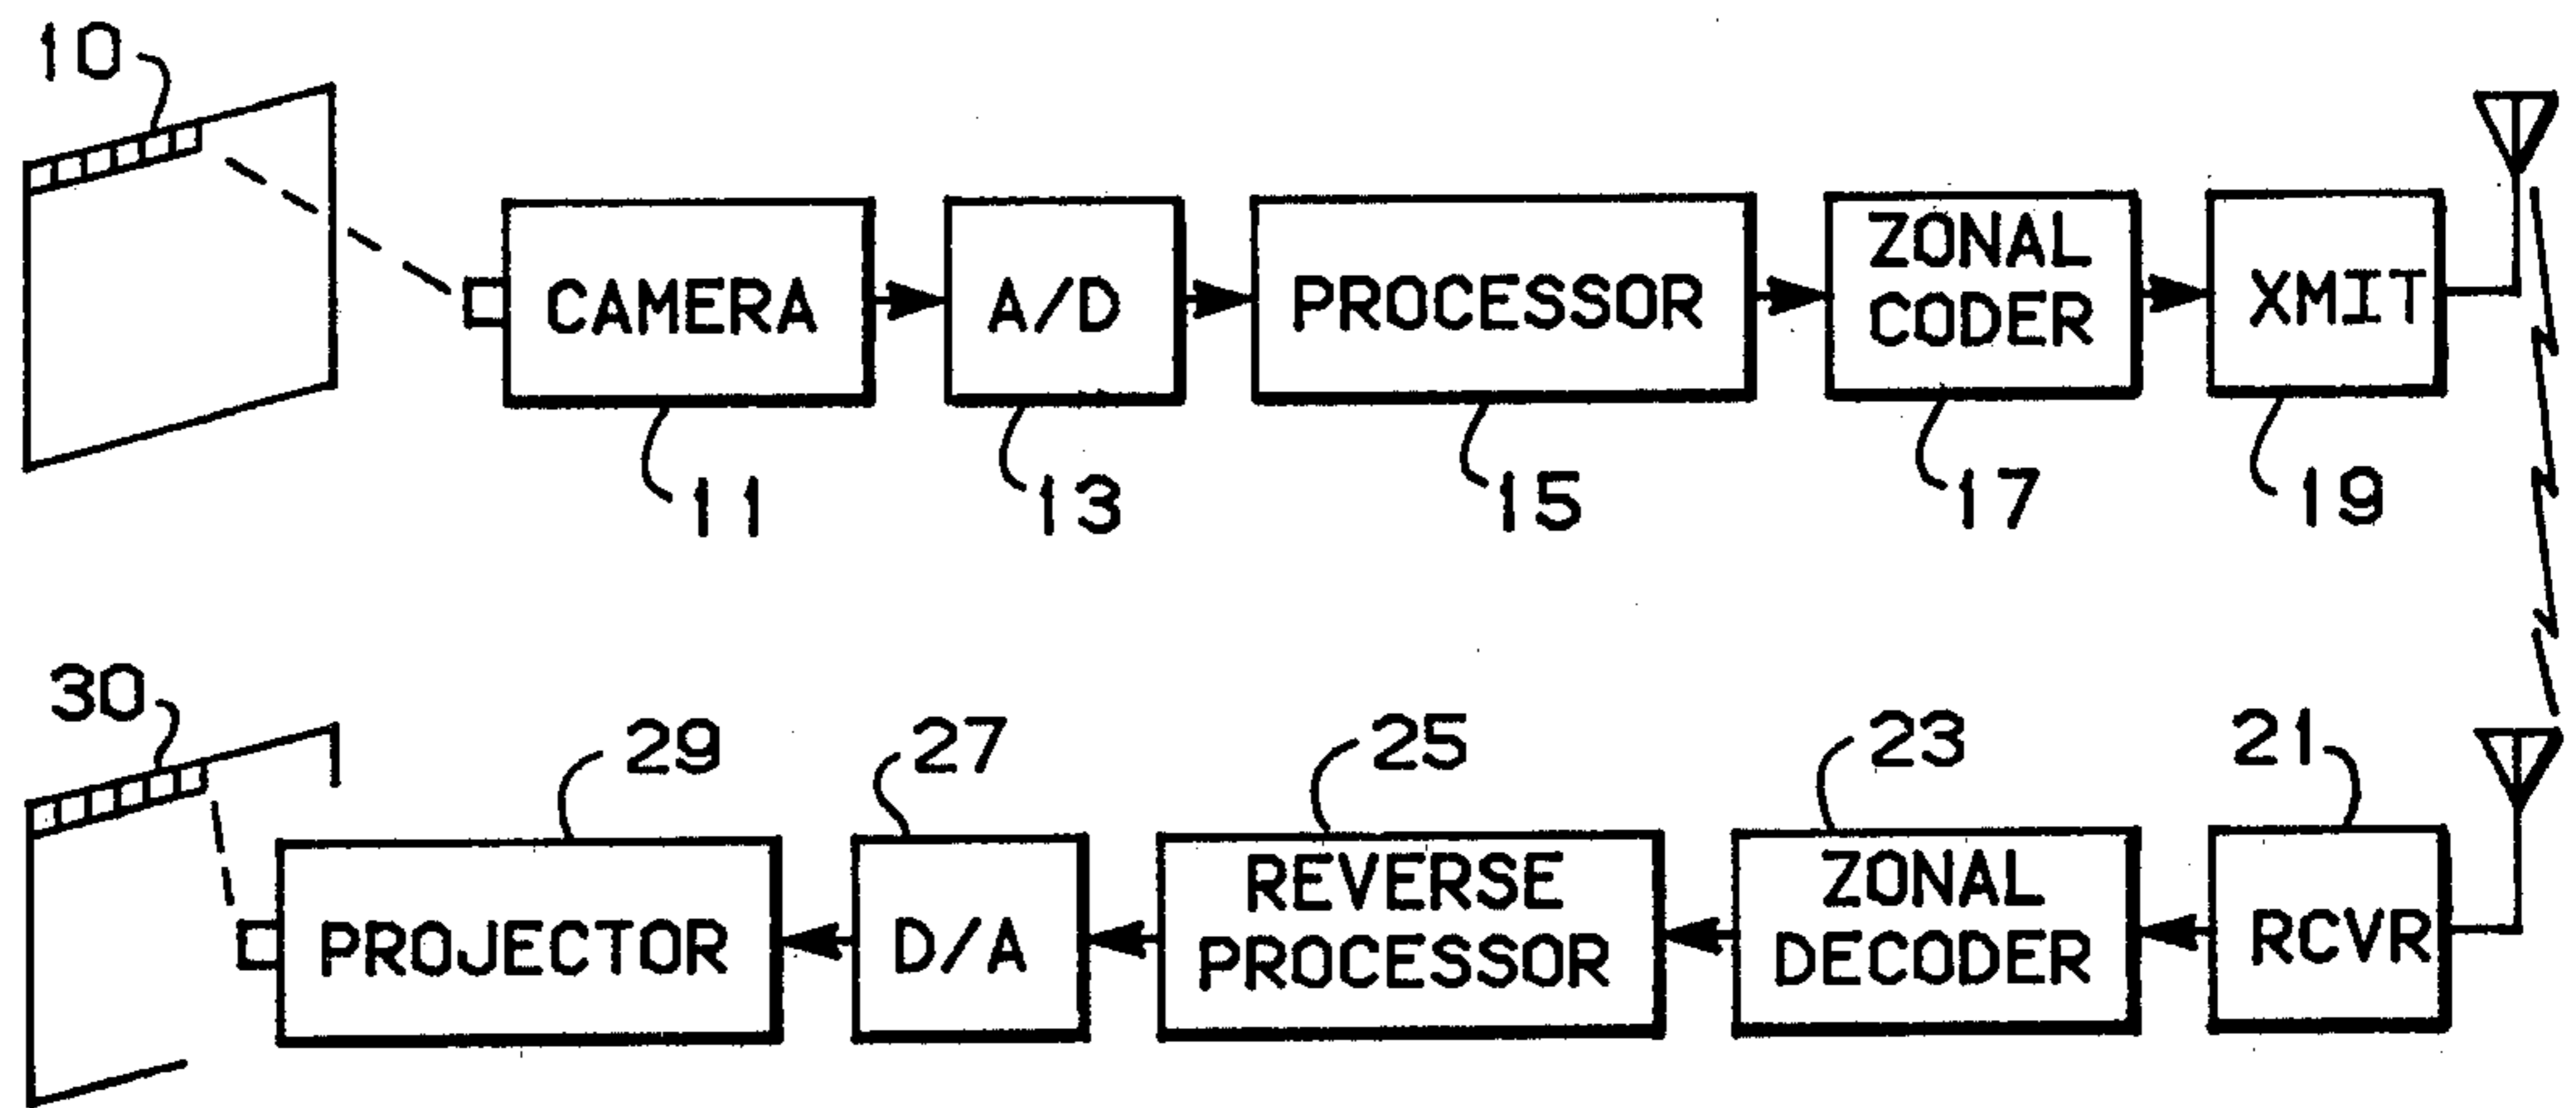 10
CAMERA
A/D
PROCESSOR
ZONAL
CODER
XMIT
11
13
15
17
19
30
29
27
25
23
21
PROJECTOR
D/A
REVERSE
PROCESSOR
ZONAL
DECODER
RCVR